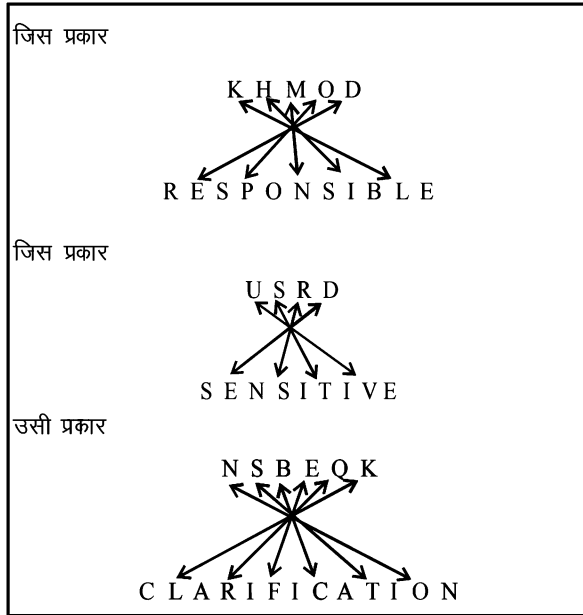 जिस प्रकार
K H M O D
R E S P O N S I B L E
जिस प्रकार
U S R D
S E N S I T I V E
उसी प्रकार
N S B E Q K
C L A R I F I C A T I O N